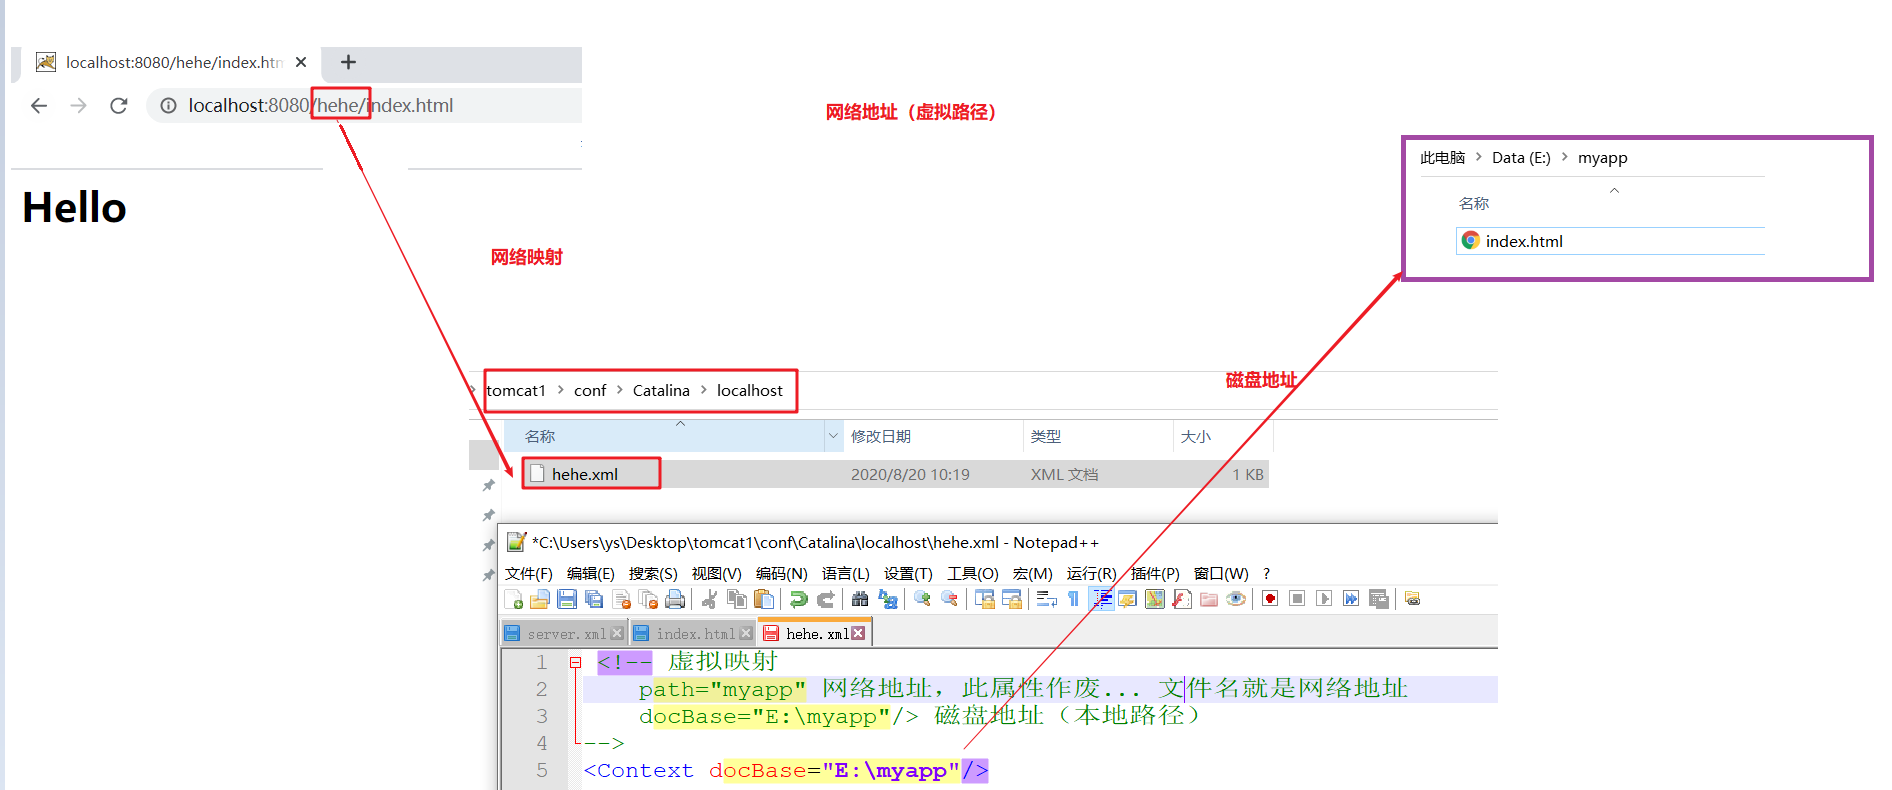 localhost:8080/hehe/index.htm
localhost:8080/hehe/index.html
Hello
网络地址（虚拟路径）
此电脑 > Data (E:) > myapp
名称
index.html
网络映射
磁盘地址
tomcat1 > conf > Catalina > localhost
名称 修改日期 类型 大小
hehe.xml 2020/8/20 10:19 XML 文档 1 KB
*C:\Users\ys\Desktop\tomcat1\conf\Catalina\localhost\hehe.xml - Notepad++
文件(F) 编辑(E) 搜索(S) 视图(V) 编码(N) 语言(L) 设置(T) 工具(O) 宏(M) 运行(R) 插件(P) 窗口(W) ?
server.xml index.html hehe.xml
1 <!-- 虚拟映射
2 path="myapp" 网络地址，此属性作废... 文件名就是网络地址
3 docBase="E:\myapp"/> 磁盘地址（本地路径）
4 -->
5 <Context docBase="E:\myapp"/>